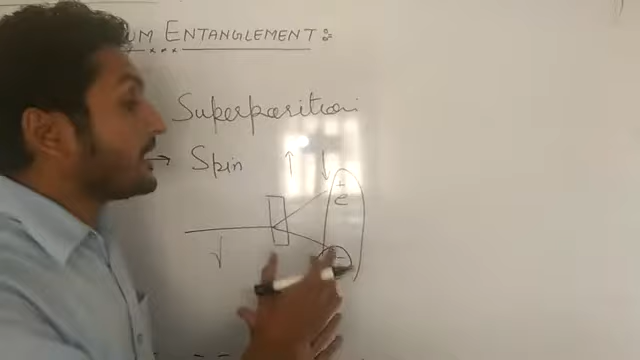 UM ENTANGLEMENT :
Superposition
→ Spin ↑ ↓
e